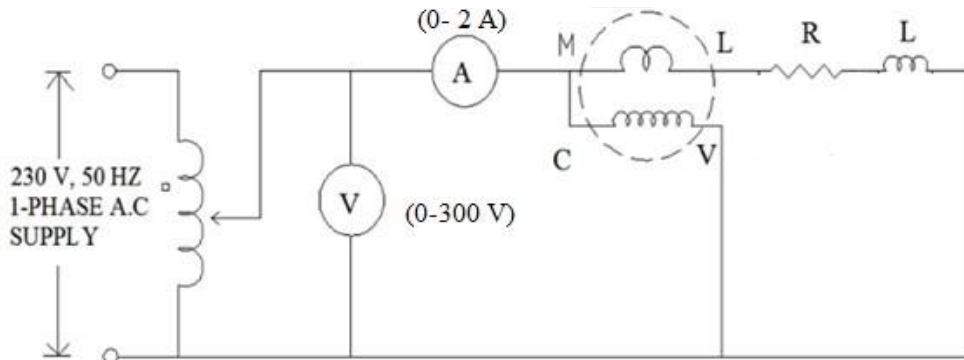 (0- 2 A)
A
M
L
R
L
C
V
230 V, 50 HZ
1-PHASE A.C
SUPPLY
V
(0-300 V)